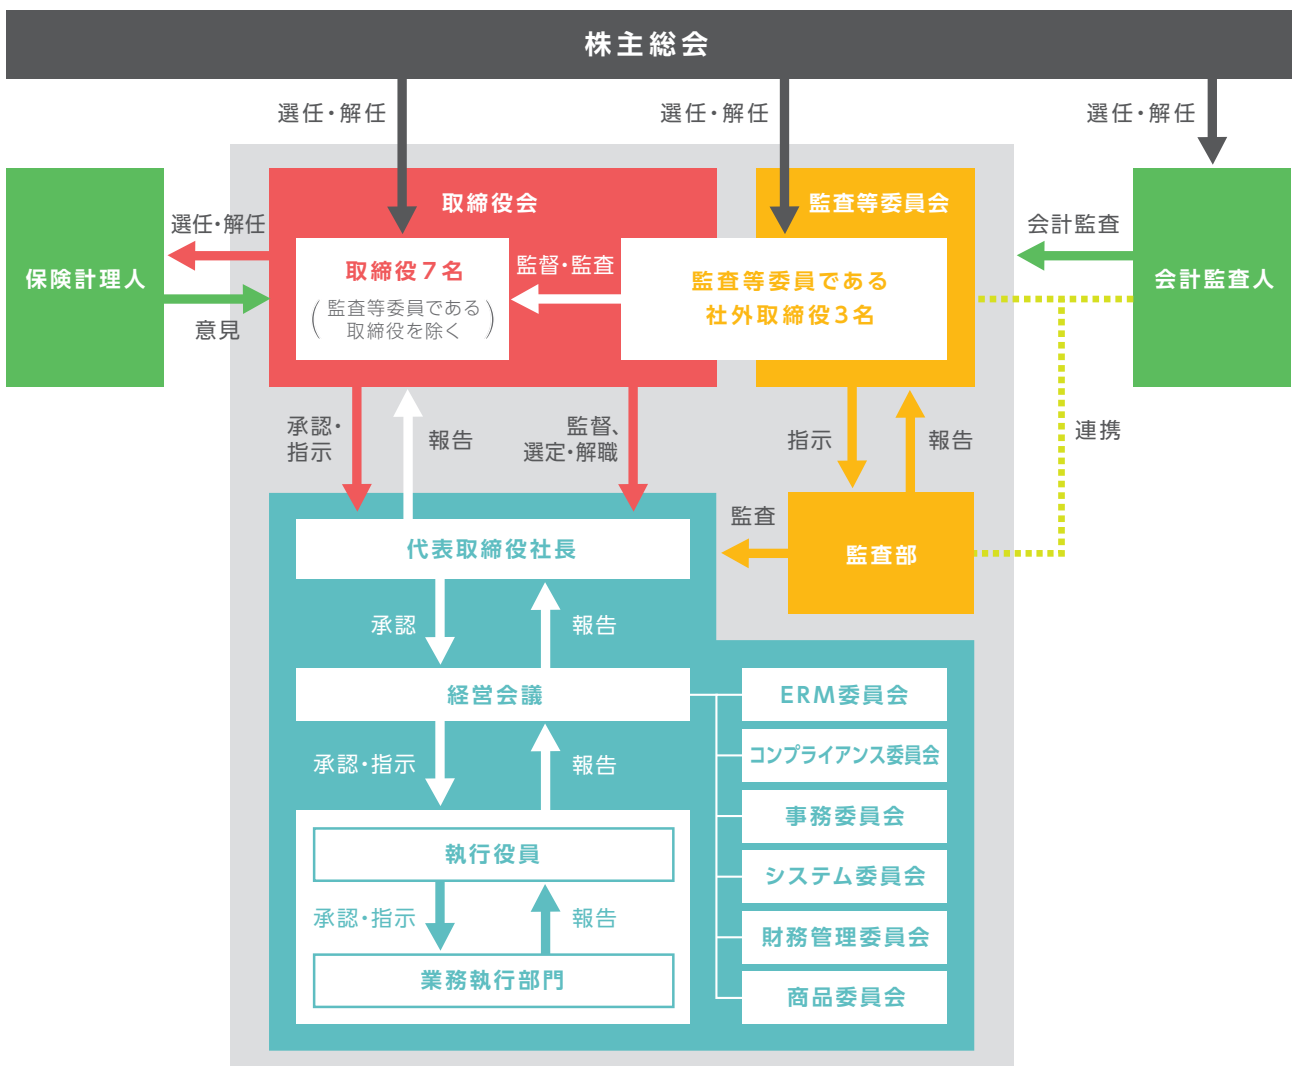 株主総会
選任・解任
選任・解任
選任・解任
取締役会
監査等委員会
選任・解任
会計監査
保険計理人
取締役7名
(監査等委員である
取締役を除く)
監督・監査
監査等委員である
社外取締役3名
会計監査人
意見
承認・
指示
報告
監督、
選定・解職
指示
報告
連携
監査
代表取締役社長
監査部
承認
報告
経営会議
ERM委員会
承認・指示
報告
コンプライアンス委員会
事務委員会
執行役員
システム委員会
承認・指示
報告
財務管理委員会
業務執行部門
商品委員会